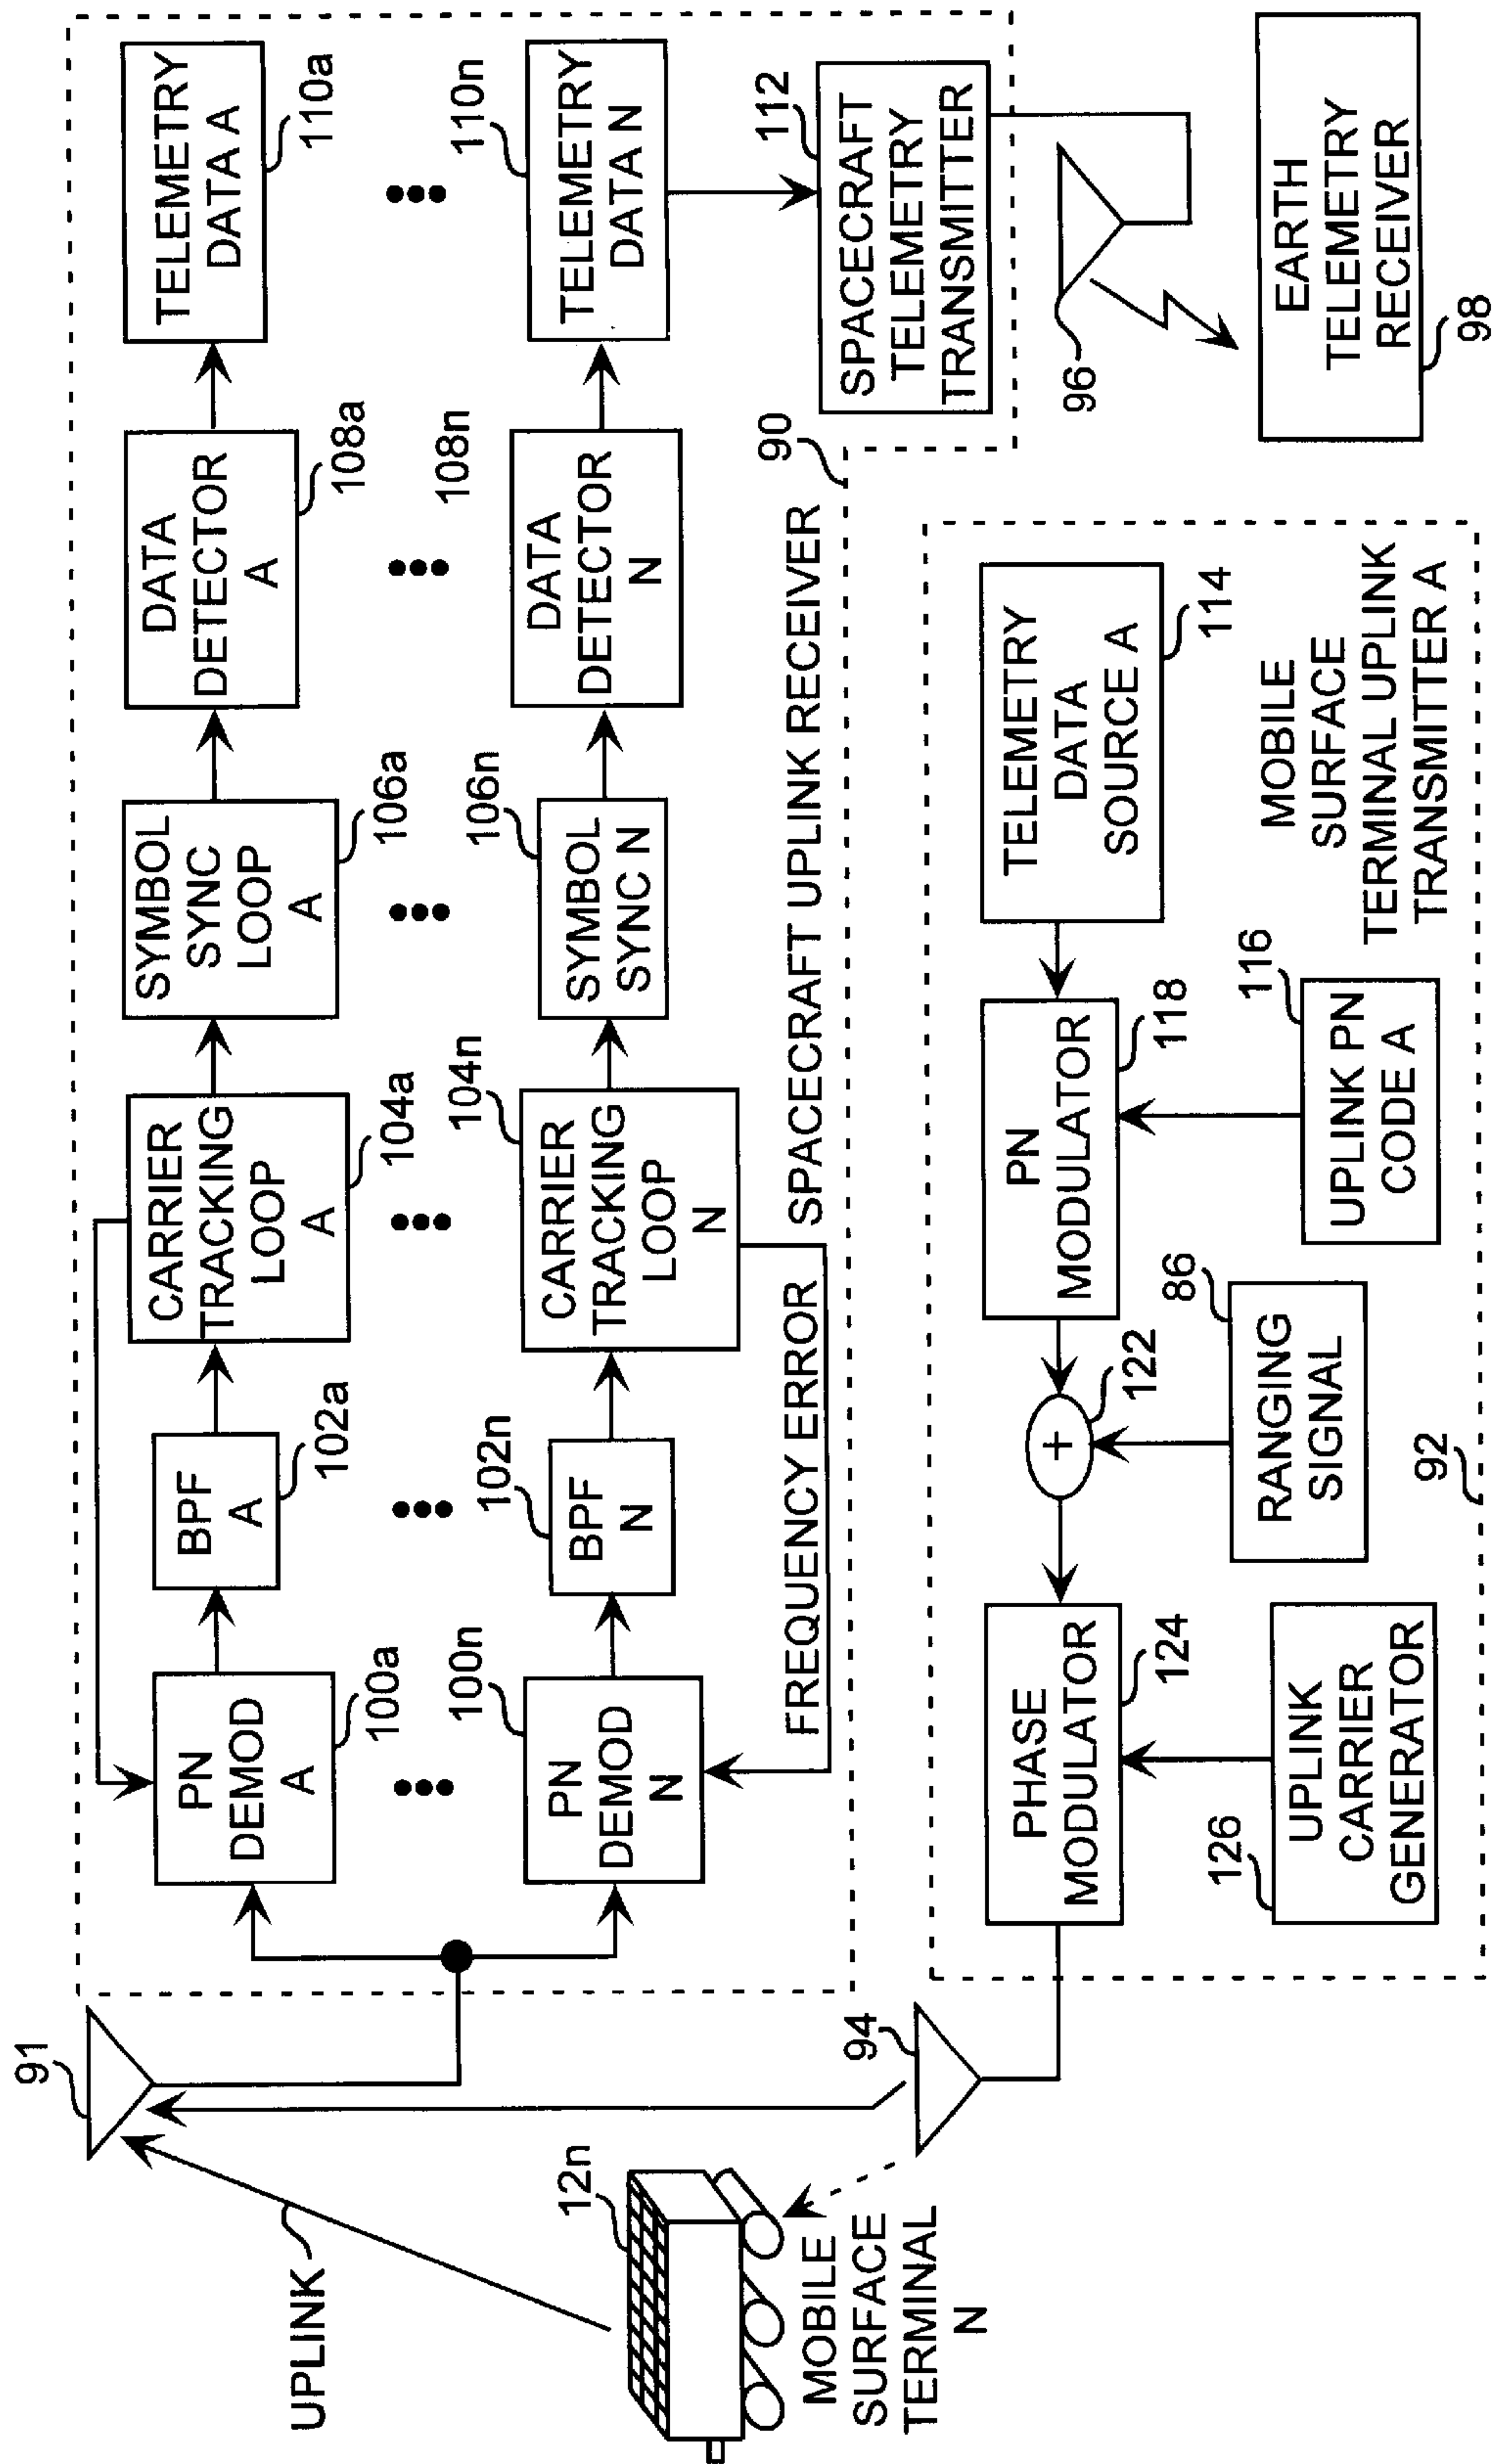 91
UPLINK
12n
MOBILE
SURFACE
TERMINAL
N
94
PN
DEMOD
A
100a
BPF
A
102a
CARRIER
TRACKING
LOOP
A
104a
SYMBOL
SYNC
LOOP
A
106a
DATA
DETECTOR
A
108a
TELEMETRY
DATA A
110a
PN
DEMOD
N
100n
BPF
N
102n
CARRIER
TRACKING
LOOP
N
104n
SYMBOL
SYNC N
106n
DATA
DETECTOR
N
108n
TELEMETRY
DATA N
110n
FREQUENCY ERROR
SPACECRAFT UPLINK RECEIVER
90
SPACECRAFT
TELEMETRY
TRANSMITTER
112
96
EARTH
TELEMETRY
RECEIVER
98
PHASE
MODULATOR
124
+
122
PN
MODULATOR
118
TELEMETRY
DATA
SOURCE A
114
126
UPLINK
CARRIER
GENERATOR
RANGING
SIGNAL
86
UPLINK PN
CODE A
116
MOBILE
SURFACE
TERMINAL UPLINK
TRANSMITTER A
92